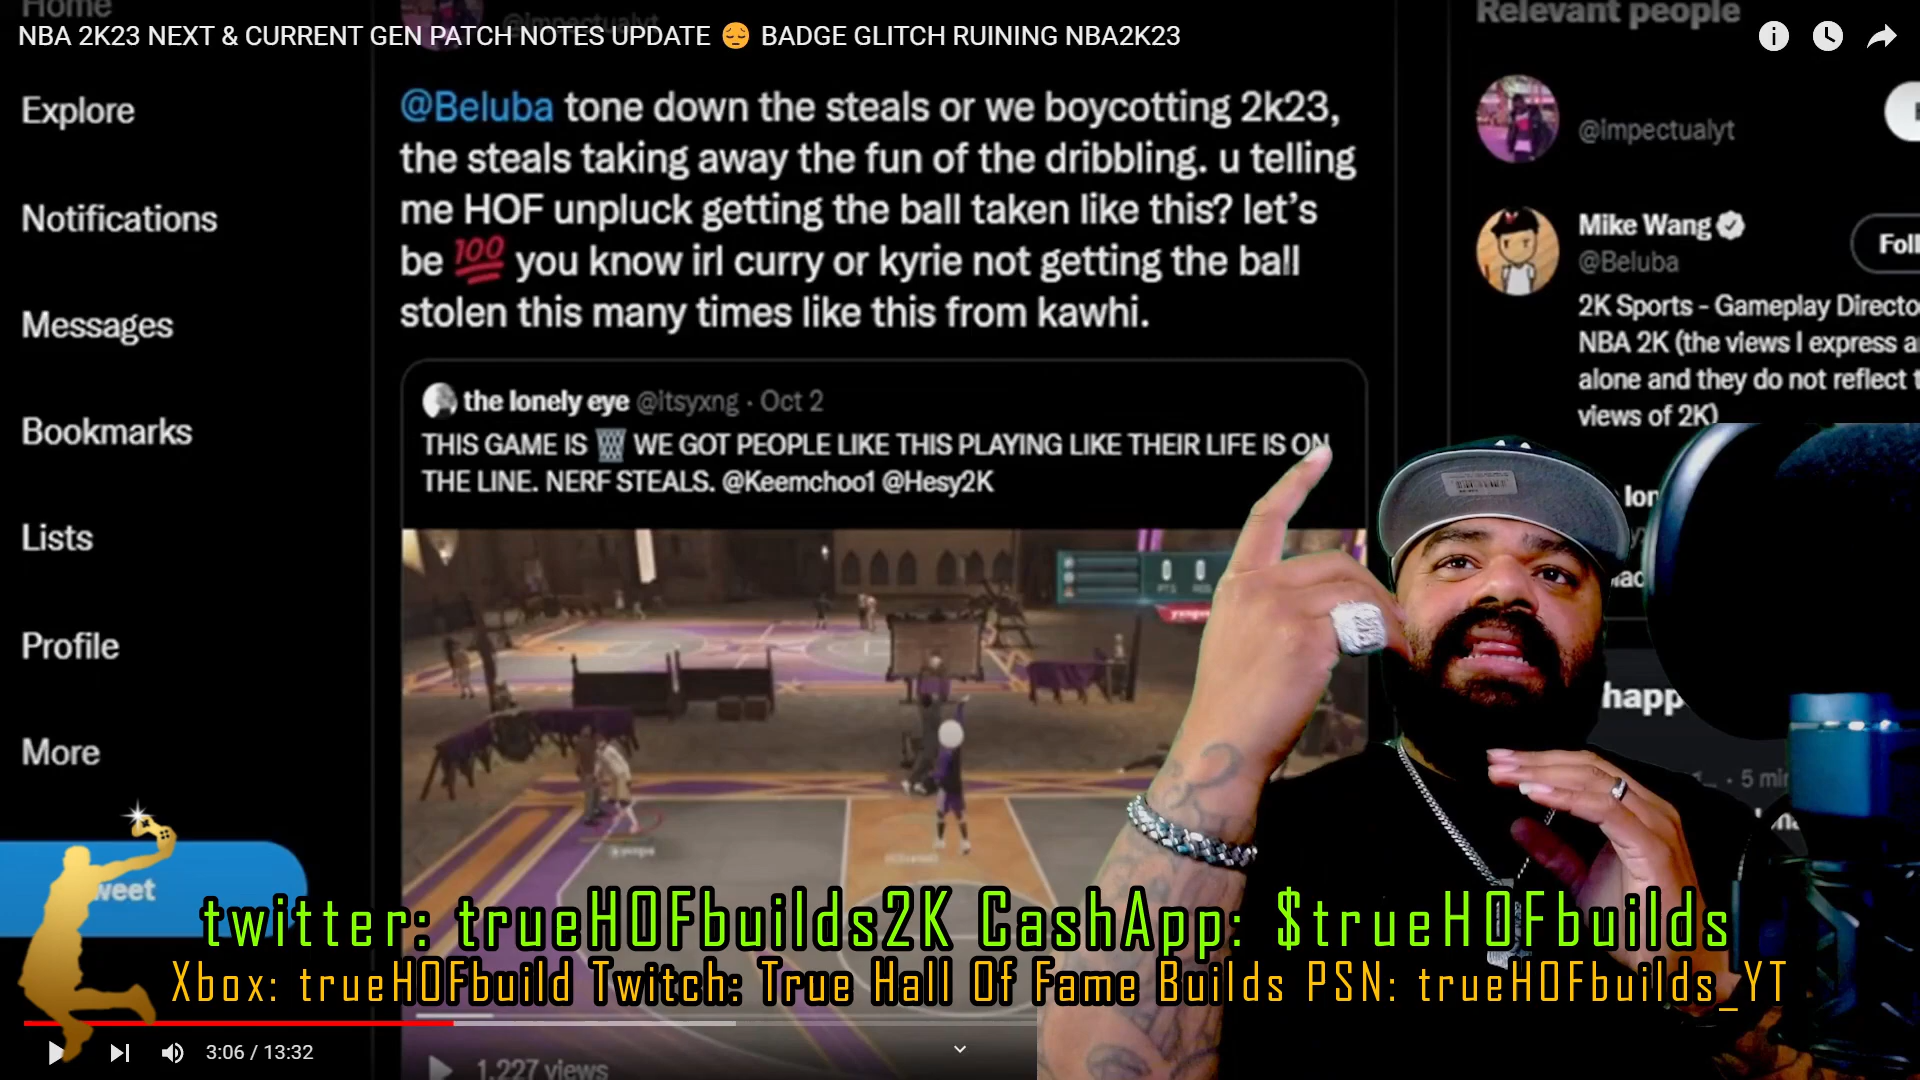 Home
@impectualyt
Relevant people
NBA 2K23 NEXT & CURRENT GEN PATCH NOTES UPDATE 😔 BADGE GLITCH RUINING NBA2K23
Explore
Notifications
Messages
Bookmarks
Lists
Profile
More
weet
@Beluba tone down the steals or we boycotting 2k23,
the steals taking away the fun of the dribbling. u telling
me HOF unpluck getting the ball taken like this? let's
be 💯 you know irl curry or kyrie not getting the ball
stolen this many times like this from kawhi.
the lonely eye @itsyxng · Oct 2
THIS GAME IS 🗑 WE GOT PEOPLE LIKE THIS PLAYING LIKE THEIR LIFE IS ON
THE LINE. NERF STEALS. @Keemchoo1 @Hesy2K
@impectualyt
Mike Wang
@Beluba
Foll
2K Sports - Gameplay Directo
NBA 2K (the views I express a
alone and they do not reflect t
views of 2K)
lon
happ
5 min
twitter: trueHOFbuilds2K CashApp: $trueHOFbuilds
Xbox: trueHOFbuild Twitch: True Hall Of Fame Builds PSN: trueHOFbuilds_YT
3:06 / 13:32
1,227 views